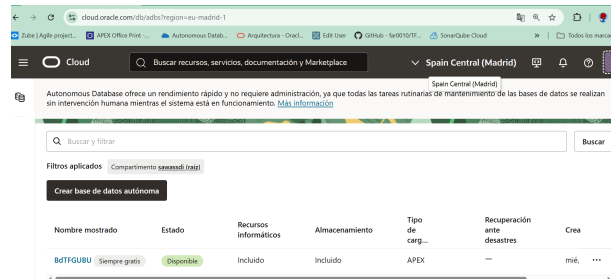 cloud.oracle.com/db/adbs?region=eu-madrid-1
Zube | Agile project...
APEX Office Print -...
Autonomous Datab...
Arquitectura - Oracl...
Edit User
GitHub - far0010/TF...
SonarQube Cloud
»
Todos los marca
Cloud
Buscar recursos, servicios, documentación y Marketplace
Spain Central (Madrid)
Spain Central (Madrid)
Autonomous Database ofrece un rendimiento rápido y no requiere administración, ya que todas las tareas rutinarias de mantenimiento de las bases de datos se realizan
sin intervención humana mientras el sistema está en funcionamiento. Más información
Buscar y filtrar
Buscar
Filtros aplicados
Compartimento sawassdi (raíz)
Crear base de datos autónoma
Nombre mostrado
Estado
Recursos
informáticos
Almacenamiento
Tipo
de
carg...
Recuperación
ante
desastres
Crea
BdTFGUBU
Siempre gratis
Disponible
Incluido
Incluido
APEX
—
mié,